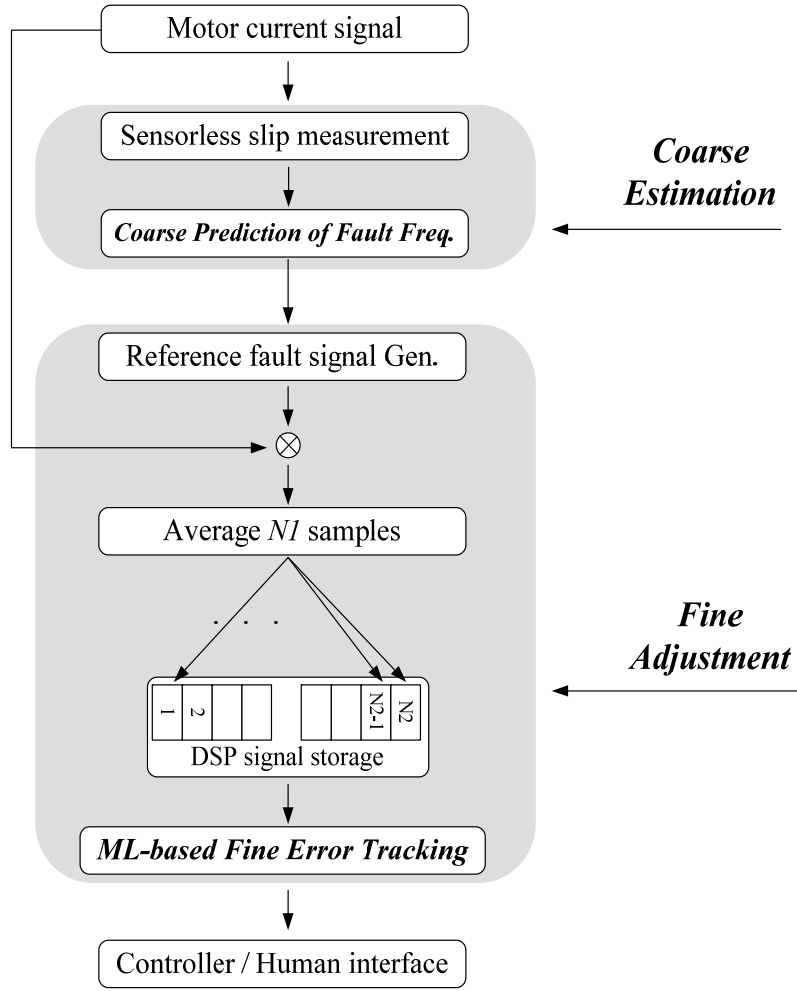 Motor current signal
Sensorless slip measurement
Coarse
Estimation
Coarse Prediction of Fault Freq.
Reference fault signal Gen.
Average N1 samples
. . .
Fine
Adjustment
1 2 N2-1 N2
DSP signal storage
ML-based Fine Error Tracking
Controller / Human interface